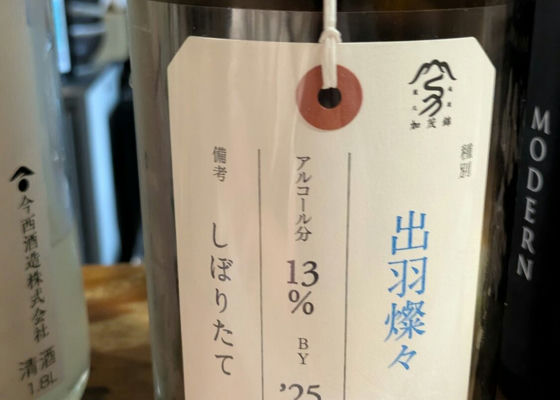 加茂錦
種別
出羽燦々
アルコール分
13%
BY
'25
備考
しぼりたて
今西酒造株式会社
清酒
1.8L
MODERN